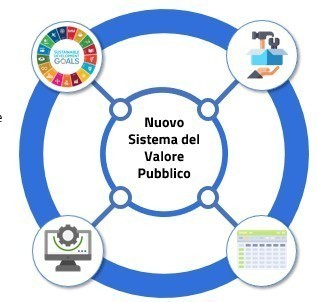 SUSTAINABLE
DEVELOPMENT
GOALS
e
Nuovo
Sistema del
Valore
Pubblico